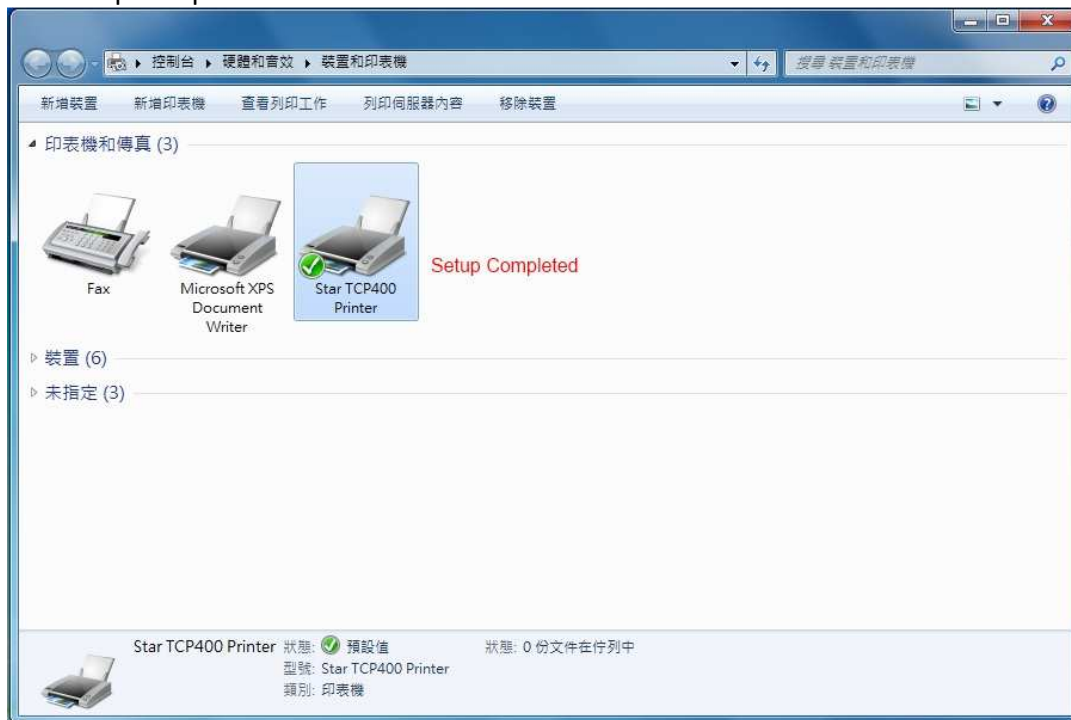 控制台 ▸ 硬體和音效 ▸ 裝置和印表機
搜尋 裝置和印表機
新增裝置 新增印表機 查看列印工作 列印伺服器內容 移除裝置
印表機和傳真 (3)
Fax
Microsoft XPS
Document
Writer
Star TCP400
Printer
Setup Completed
裝置 (6)
未指定 (3)
Star TCP400 Printer 狀態: 預設值 狀態: 0 份文件在佇列中
型號: Star TCP400 Printer
類別: 印表機